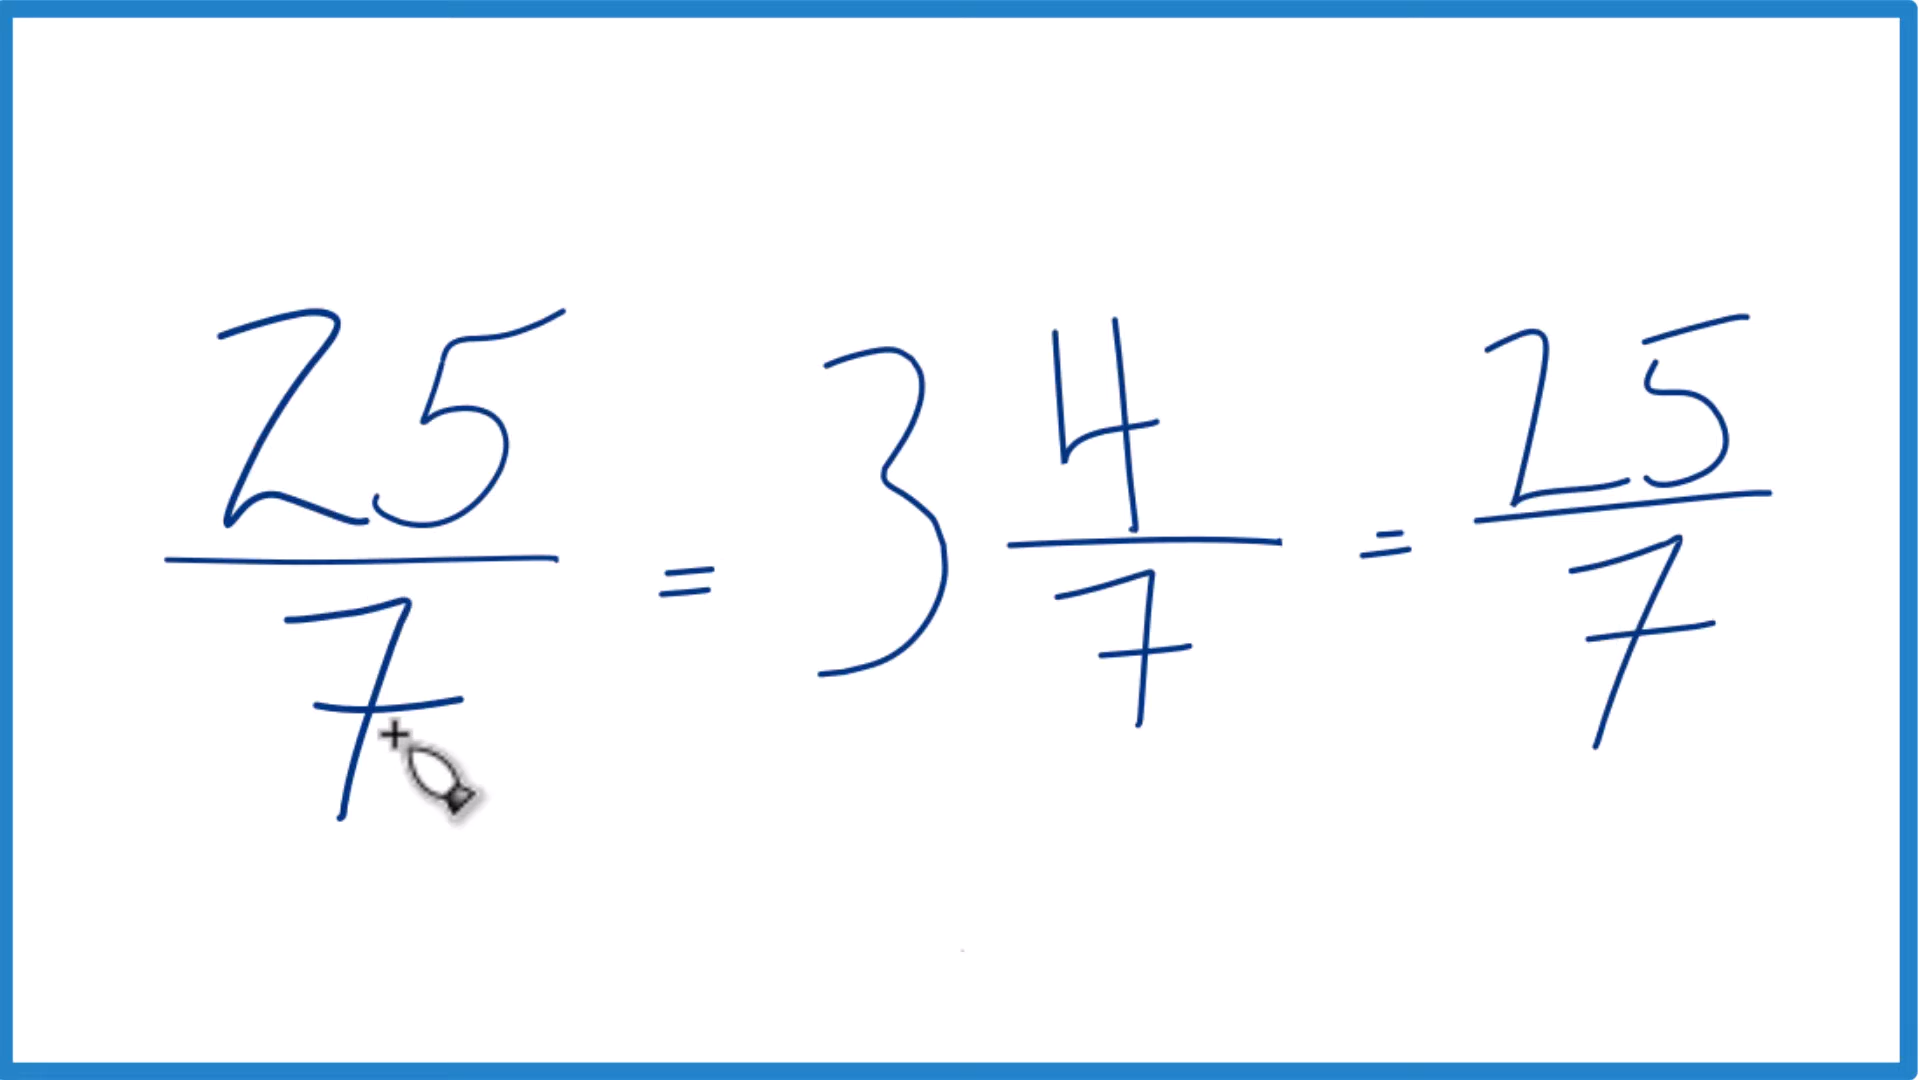 25/7 = 3 4/7 = 25/7